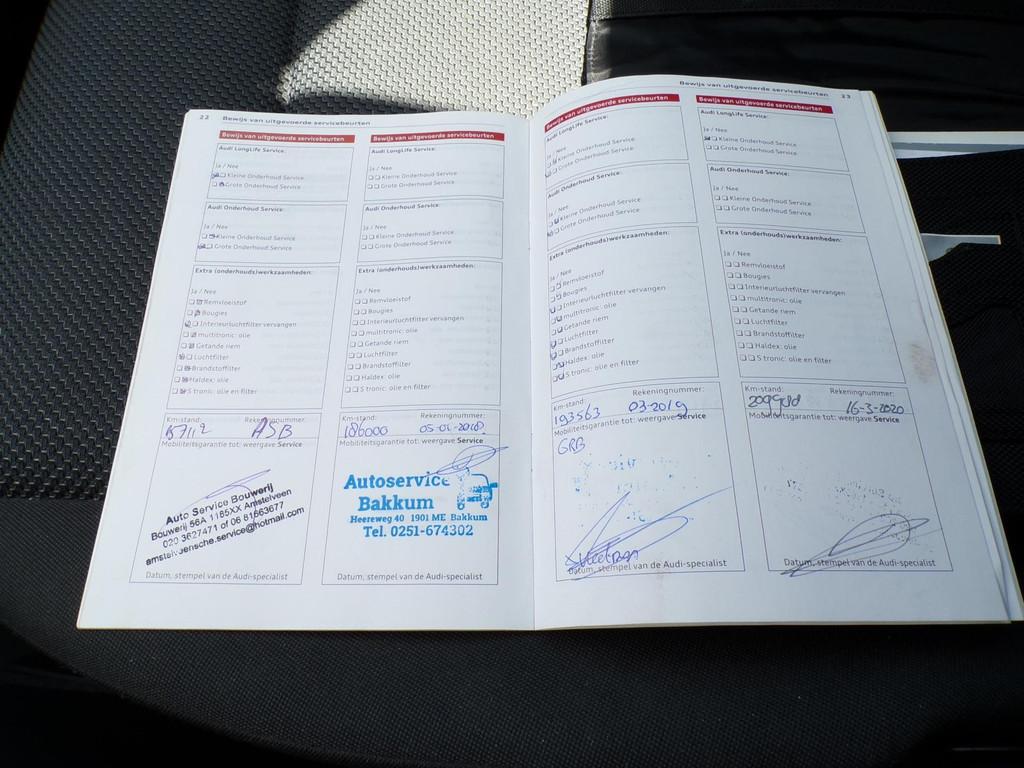 22 Bewijs van uitgevoerde servicebeurten
Bewijs van uitgevoerde servicebeurten
Audi LongLife Service:
Ja / Nee
Kleine Onderhoud Service
Grote Onderhoud Service
Audi Onderhoud Service:
Ja / Nee
Kleine Onderhoud Service
Grote Onderhoud Service
Extra (onderhouds)werkzaamheden:
Ja / Nee
Remvloeistof
Bougies
Interieurluchtfilter vervangen
multitronic: olie
Getande riem
Luchtfilter
Brandstoffilter
Haldex: olie
S tronic: olie en filter
Km-stand: Rekeningnummer:
ASB
Mobiliteitsgarantie tot: weergave Service
Auto Service Bouwerij
Bouwerij 56A 1185XX Amstelveen
020 3627471 of 06 81663677
amstelveensche.service@hotmail.com
Datum, stempel van de Audi-specialist
Bewijs van uitgevoerde servicebeurten
Audi LongLife Service:
Ja / Nee
Kleine Onderhoud Service
Grote Onderhoud Service
Audi Onderhoud Service:
Ja / Nee
Kleine Onderhoud Service
Grote Onderhoud Service
Extra (onderhouds)werkzaamheden:
Ja / Nee
Remvloeistof
Bougies
Interieurluchtfilter vervangen
multitronic: olie
Getande riem
Luchtfilter
Brandstoffilter
Haldex: olie
S tronic: olie en filter
Km-stand: Rekeningnummer:
186000 05-01-2018
Mobiliteitsgarantie tot: weergave Service
Autoservice
Bakkum
Heereweg 40 1901 ME Bakkum
Tel. 0251-674302
Datum, stempel van de Audi-specialist
Bewijs van uitgevoerde servicebeurten 23
Bewijs van uitgevoerde servicebeurten
Audi LongLife Service:
Ja / Nee
Kleine Onderhoud Service
Grote Onderhoud Service
Audi Onderhoud Service:
Ja / Nee
Kleine Onderhoud Service
Grote Onderhoud Service
Extra (onderhouds)werkzaamheden:
Ja / Nee
Remvloeistof
Bougies
Interieurluchtfilter vervangen
multitronic: olie
Getande riem
Luchtfilter
Brandstoffilter
Haldex: olie
S tronic: olie en filter
Km-stand: Rekeningnummer:
193563 03-2019
Mobiliteitsgarantie tot: weergave Service
GRB
Datum, stempel van de Audi-specialist
Bewijs van uitgevoerde servicebeurten
Audi LongLife Service:
Ja / Nee
Kleine Onderhoud Service
Grote Onderhoud Service
Audi Onderhoud Service:
Ja / Nee
Kleine Onderhoud Service
Grote Onderhoud Service
Extra (onderhouds)werkzaamheden:
Ja / Nee
Remvloeistof
Bougies
Interieurluchtfilter vervangen
multitronic: olie
Getande riem
Luchtfilter
Brandstoffilter
Haldex: olie
S tronic: olie en filter
Km-stand: Rekeningnummer:
16-3-2020
Mobiliteitsgarantie tot: weergave Service
Datum, stempel van de Audi-specialist